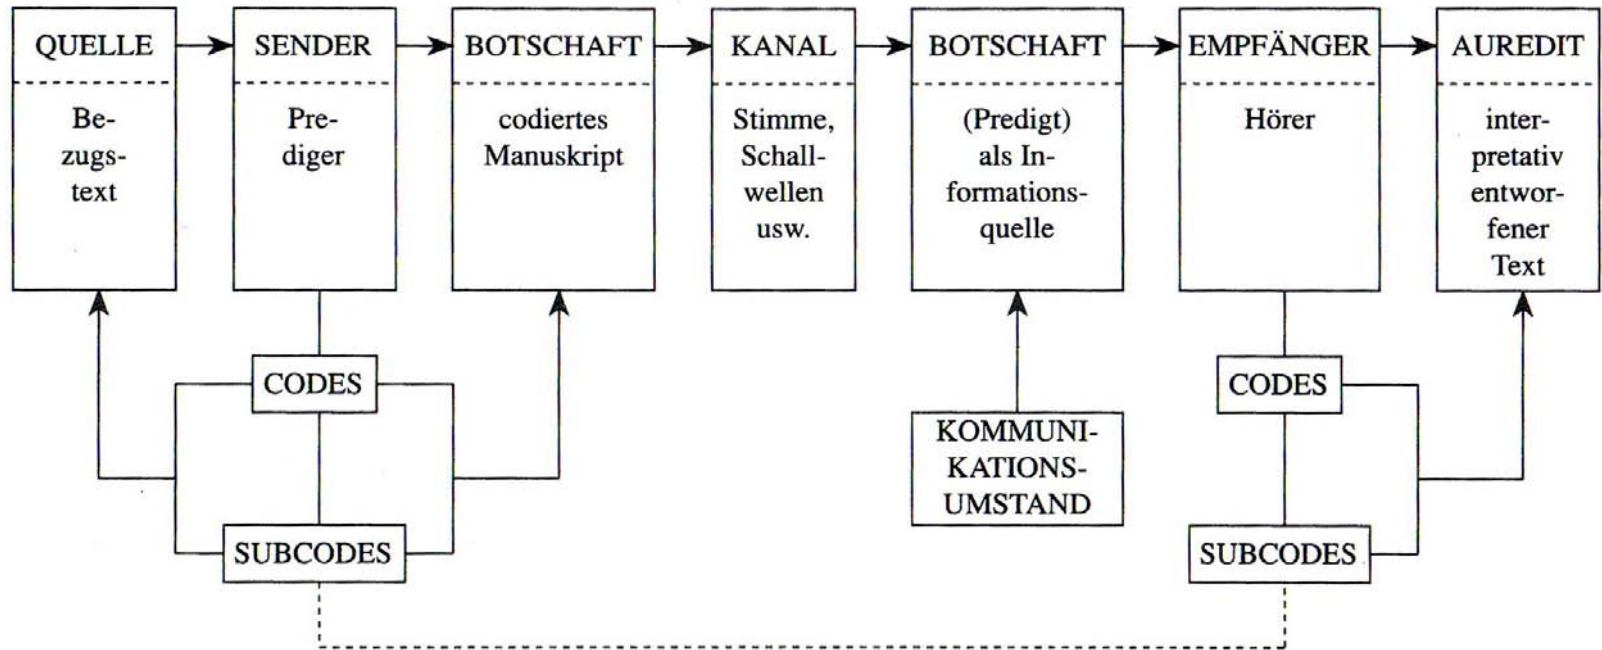 QUELLE
Be-
zugs-
text
SENDER
Pre-
diger
BOTSCHAFT
codiertes
Manuskript
KANAL
Stimme,
Schall-
wellen
usw.
BOTSCHAFT
(Predigt)
als In-
formations-
quelle
EMPFÄNGER
Hörer
AUREDIT
inter-
pretativ
entwor-
fener
Text
CODES
SUBCODES
KOMMUNI-
KATIONS-
UMSTAND
CODES
SUBCODES